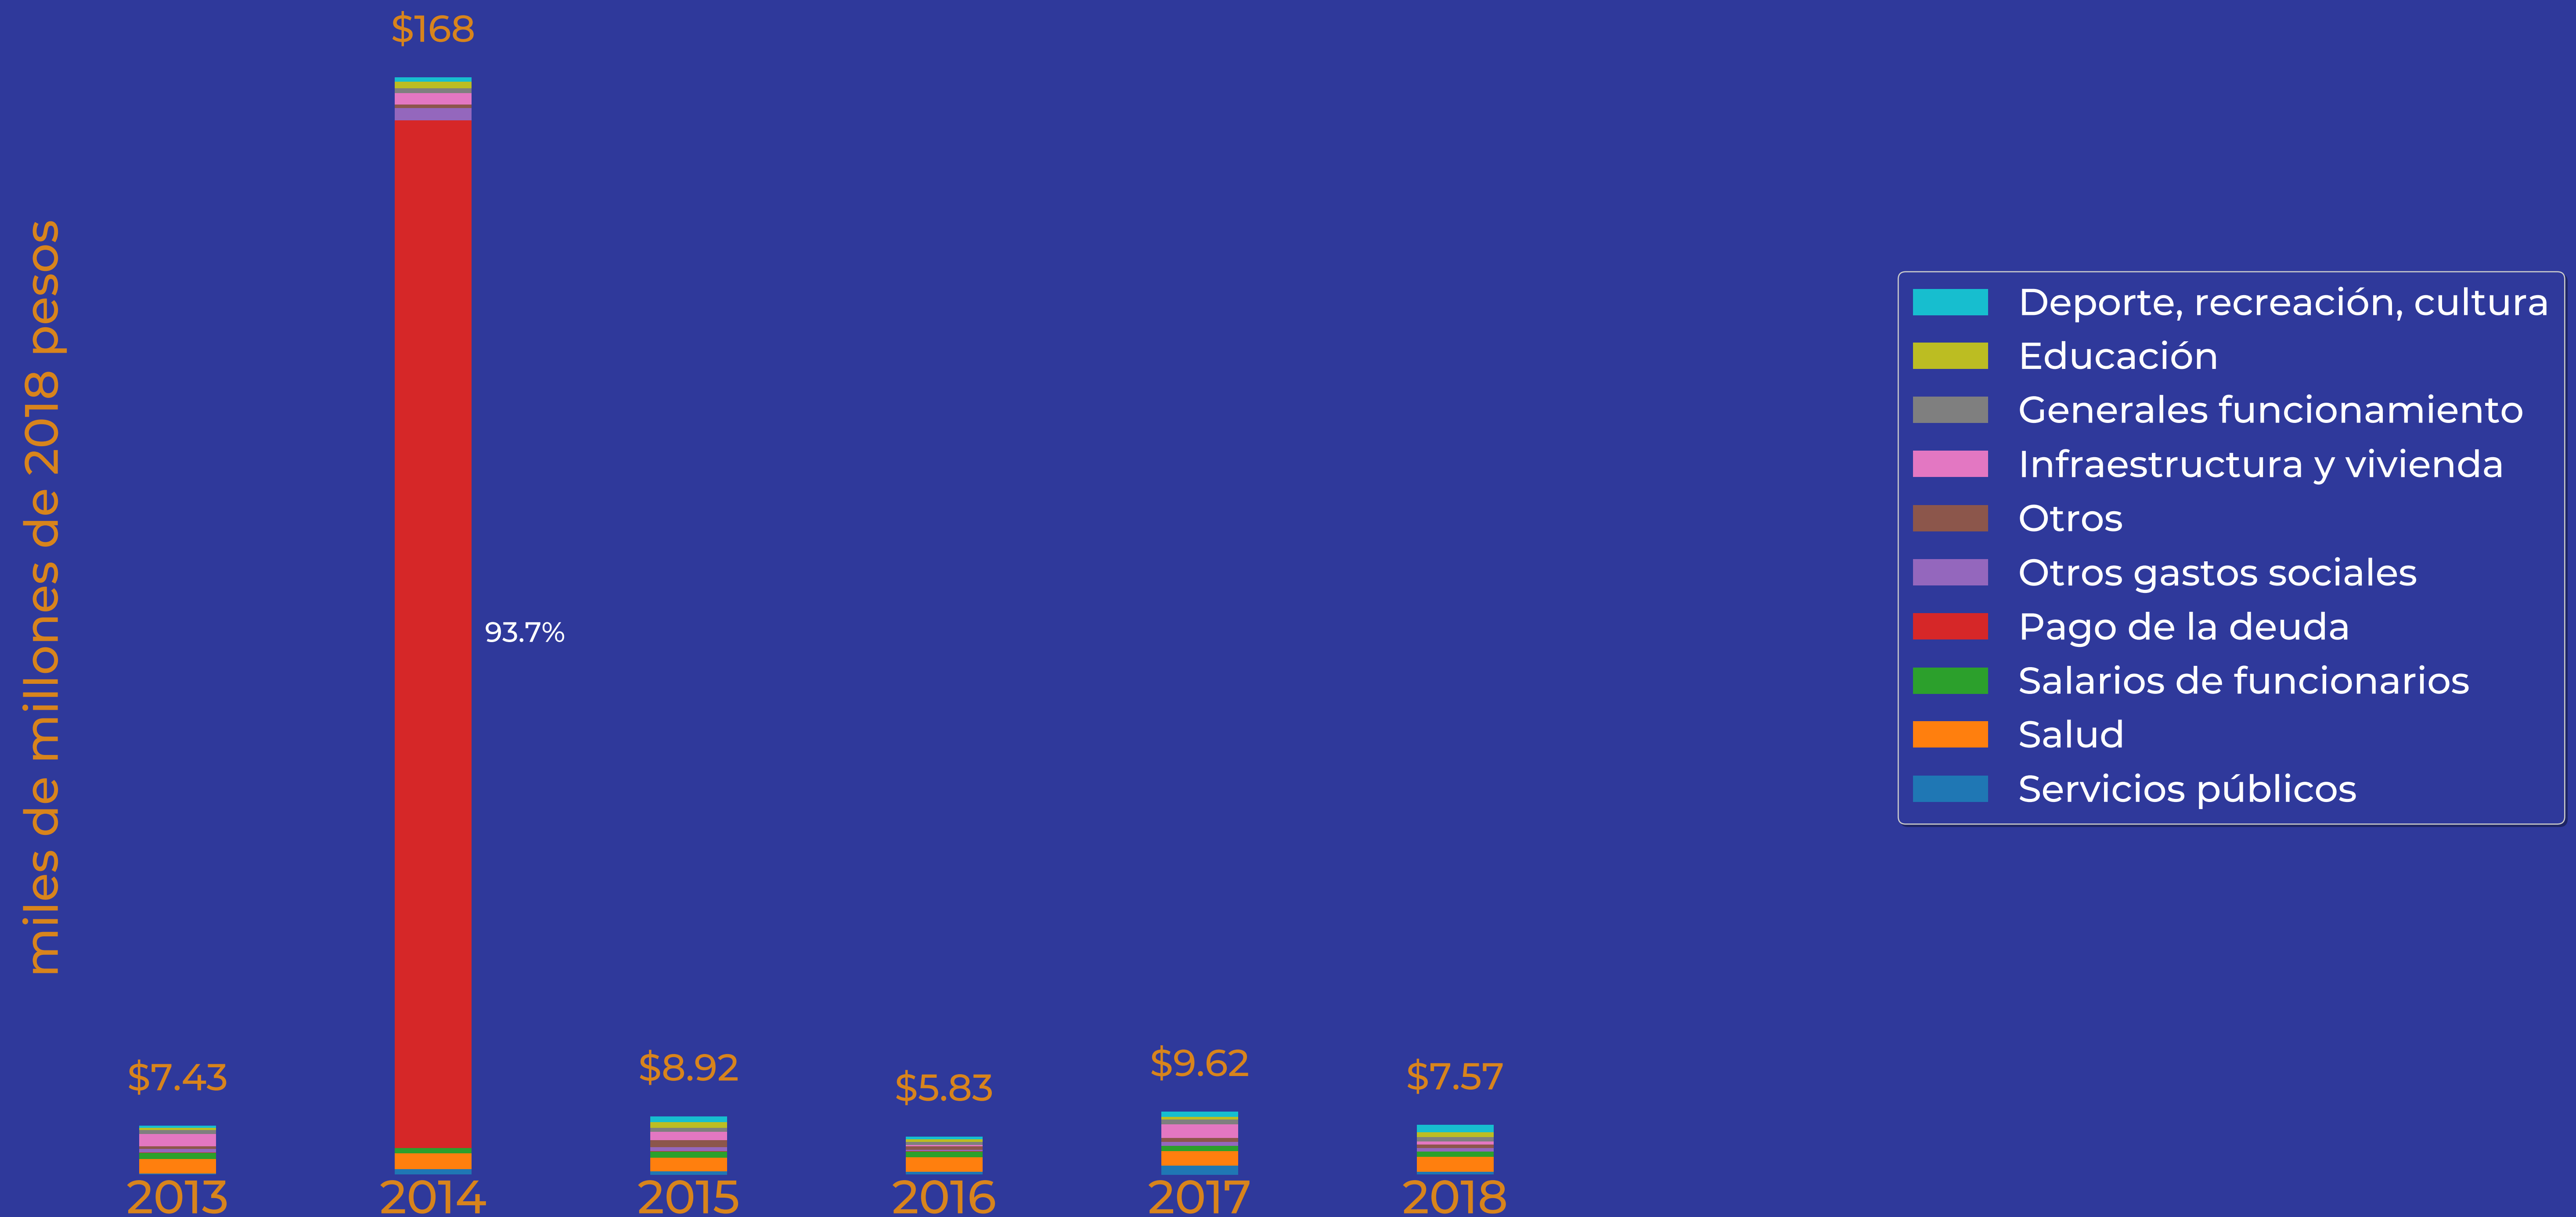 miles de millones de 2018 pesos
$168
93.7%
$7.43
$8.92
$5.83
$9.62
$7.57
2013
2014
2015
2016
2017
2018
Deporte, recreación, cultura
Educación
Generales funcionamiento
Infraestructura y vivienda
Otros
Otros gastos sociales
Pago de la deuda
Salarios de funcionarios
Salud
Servicios públicos